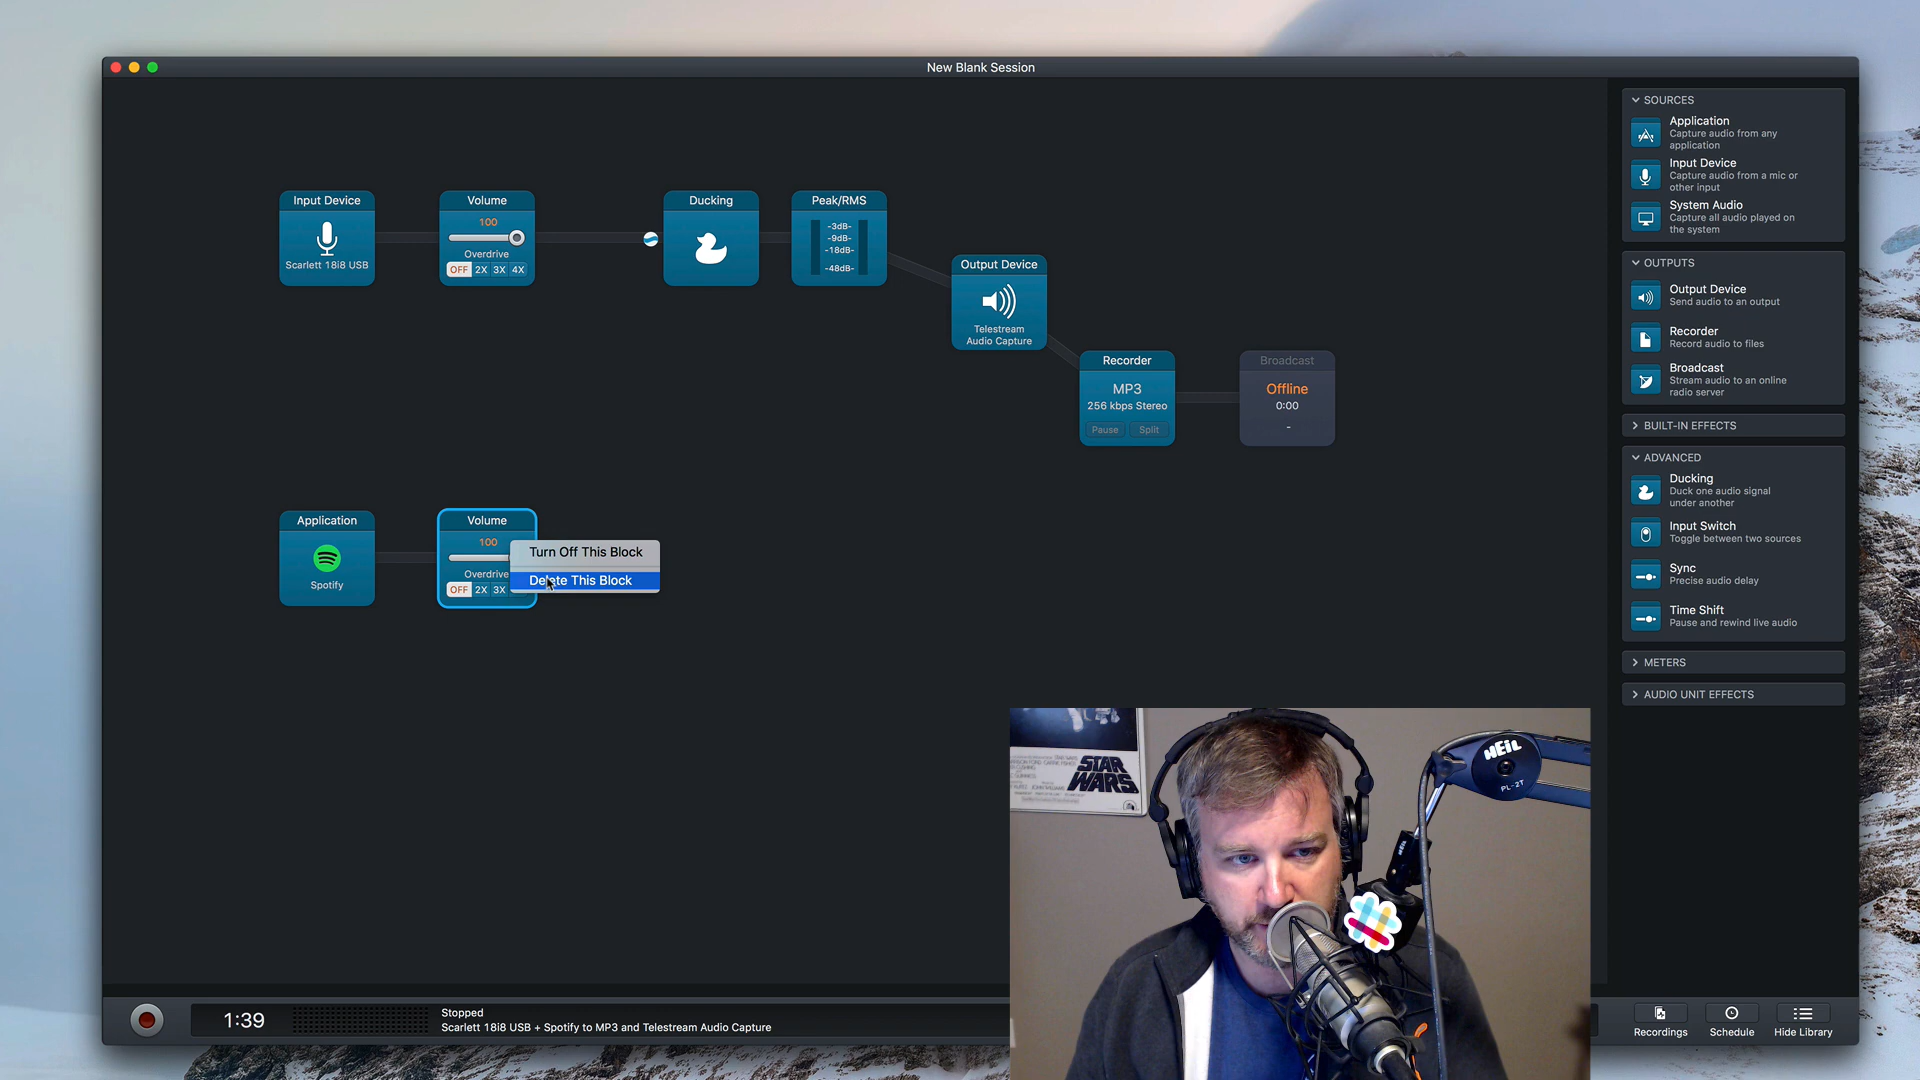 New Blank Session
Input Device
Scarlett 18i8 USB
Volume
100
Overdrive
OFF 2X 3X 4X
Ducking
Peak/RMS
-3dB-
-9dB-
-18dB-
-48dB-
Output Device
Telestream
Audio Capture
Recorder
MP3
256 kbps Stereo
Pause Split
Broadcast
Offline
0:00
-
Application
Spotify
Volume
100
Overdrive
OFF 2X 3X
Turn Off This Block
Delete This Block
SOURCES
Application
Capture audio from any
application
Input Device
Capture audio from a mic or
other input
System Audio
Capture all audio played on
the system
OUTPUTS
Output Device
Send audio to an output
Recorder
Record audio to files
Broadcast
Stream audio to an online
radio server
BUILT-IN EFFECTS
ADVANCED
Ducking
Duck one audio signal
under another
Input Switch
Toggle between two sources
Sync
Precise audio delay
Time Shift
Pause and rewind live audio
METERS
AUDIO UNIT EFFECTS
STAR
WARS
HEiL
PL-2T
HEiL
1:39
Stopped
Scarlett 18i8 USB + Spotify to MP3 and Telestream Audio Capture
Recordings
Schedule
Hide Library